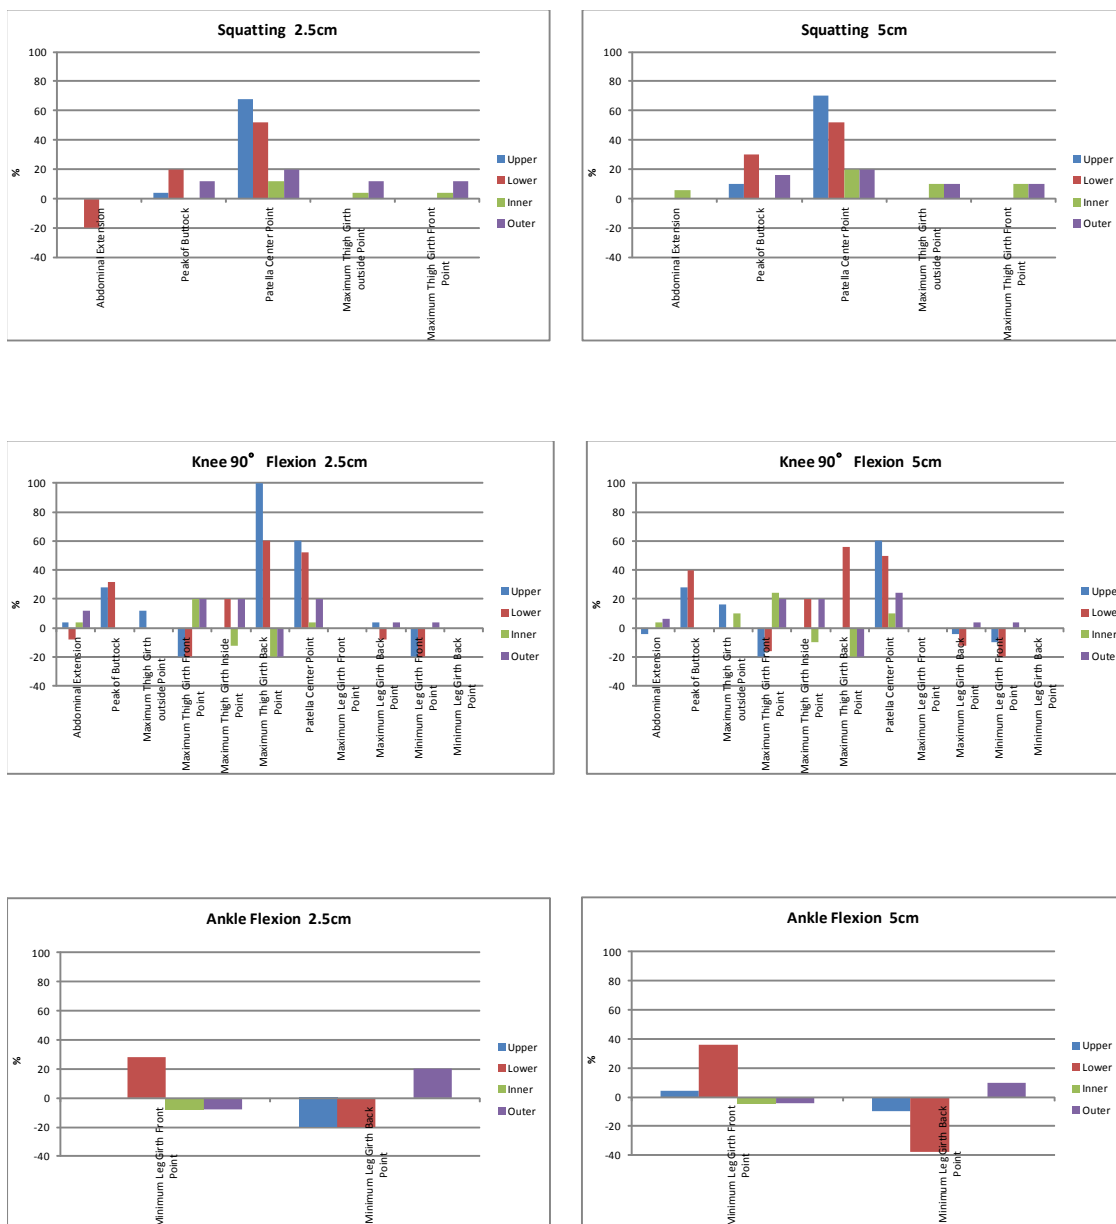 Squatting 2.5cm
100
80
60
40
20
0
-20
-40
%
Abdominal Extension
Peak of Buttock
Patella Center Point
Maximum Thigh Girth
outside Point
Maximum Thigh Girth Front
Point
Upper
Lower
Inner
Outer
Squatting 5cm
100
80
60
40
20
0
-20
-40
%
Abdominal Extension
Peak of Buttock
Patella Center Point
Maximum Thigh Girth
outside Point
Maximum Thigh Girth Front
Point
Upper
Lower
Inner
Outer
Knee 90° Flexion 2.5cm
100
80
60
40
20
0
-20
-40
%
Abdominal Extension
Peak of Buttock
Maximum Thigh Girth
outside Point
Maximum Thigh Girth Front
Point
Maximum Thigh Girth Inside
Point
Maximum Thigh Girth Back
Point
Patella Center Point
Maximum Leg Girth Front
Point
Maximum Leg Girth Back
Point
Minimum Leg Girth Front
Point
Minimum Leg Girth Back
Point
Upper
Lower
Inner
Outer
Knee 90° Flexion 5cm
100
80
60
40
20
0
-20
-40
%
Abdominal Extension
Peak of Buttock
Maximum Thigh Girth
outside Point
Maximum Thigh Girth Front
Point
Maximum Thigh Girth Inside
Point
Maximum Thigh Girth Back
Point
Patella Center Point
Maximum Leg Girth Front
Point
Maximum Leg Girth Back
Point
Minimum Leg Girth Front
Point
Minimum Leg Girth Back
Point
Upper
Lower
Inner
Outer
Ankle Flexion 2.5cm
100
80
60
40
20
0
-20
-40
%
Minimum Leg Girth Front
Point
Minimum Leg Girth Back
Point
Upper
Lower
Inner
Outer
Ankle Flexion 5cm
100
80
60
40
20
0
-20
-40
%
Minimum Leg Girth Front
Point
Minimum Leg Girth Back
Point
Upper
Lower
Inner
Outer